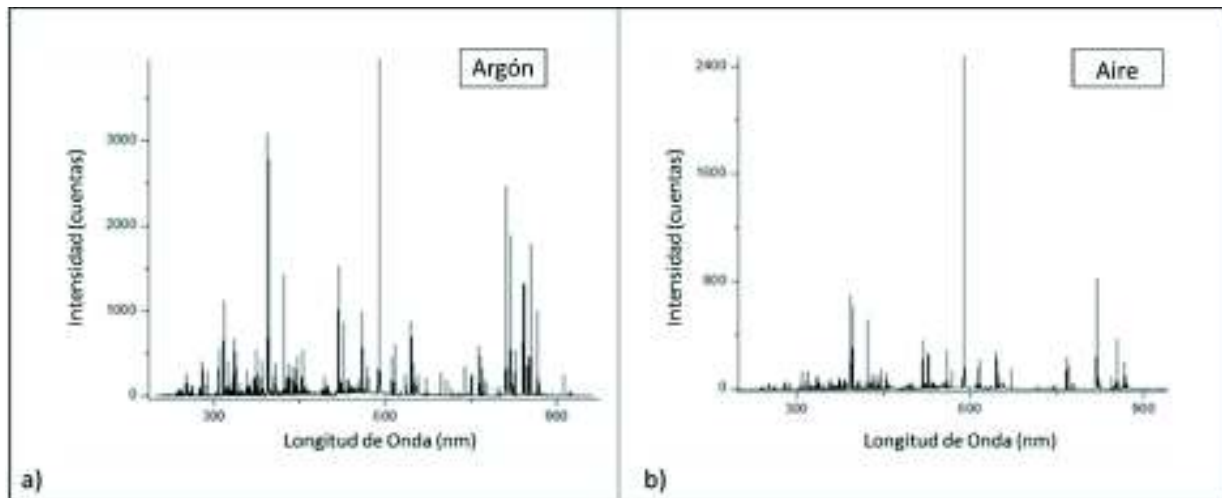 Argón
Intensidad (cuentas)
3000
2000
1000
0
300
600
900
Longitud de Onda (nm)
a)
Aire
Intensidad (cuentas)
2400
1600
800
0
300
600
900
Longitud de Onda (nm)
b)